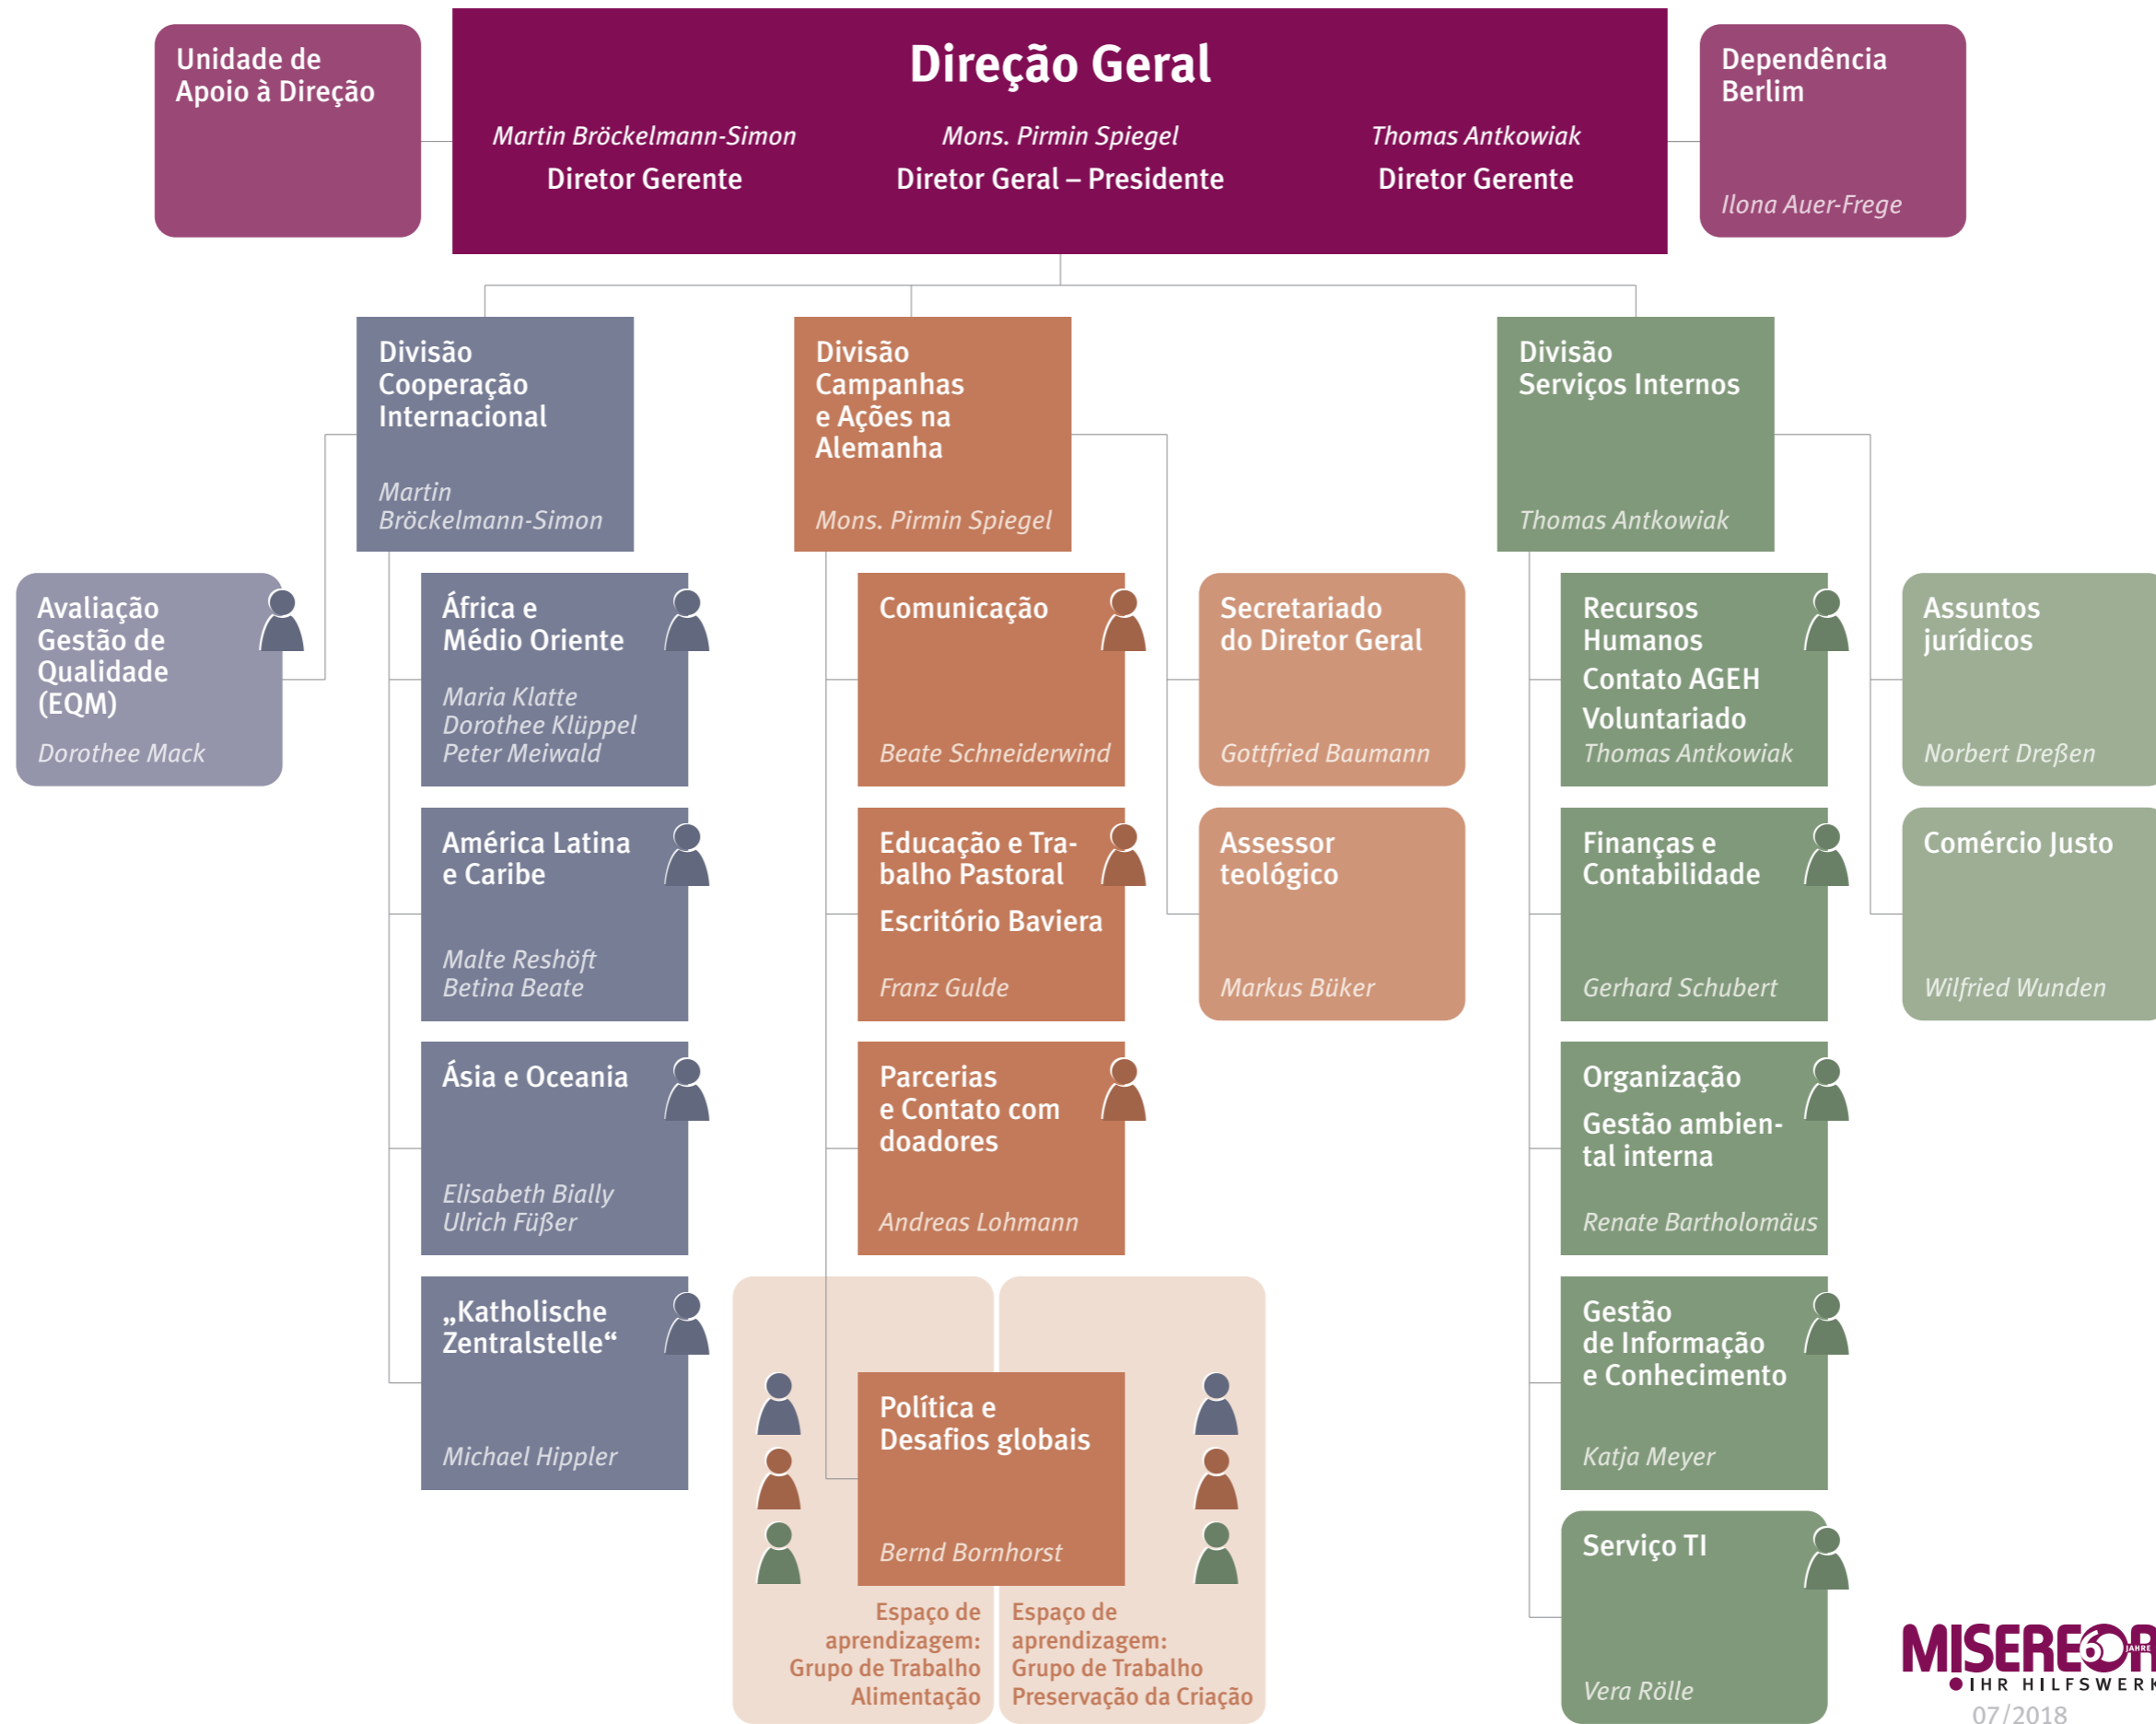 Unidade de
Apoio à Direção
Direção Geral
Martin Bröckelmann-Simon
Diretor Gerente
Mons. Pirmin Spiegel
Diretor Geral – Presidente
Thomas Antkowiak
Diretor Gerente
Dependência
Berlim
Ilona Auer-Frege
Divisão
Cooperação
Internacional
Martin
Bröckelmann-Simon
Divisão
Campanhas
e Ações na
Alemanha
Mons. Pirmin Spiegel
Divisão
Serviços Internos
Thomas Antkowiak
Avaliação
Gestão de
Qualidade
(EQM)
Dorothee Mack
África e
Médio Oriente
Maria Klatte
Dorothee Klüppel
Peter Meiwald
Comunicação
Beate Schneiderwind
Secretariado
do Diretor Geral
Gottfried Baumann
Recursos
Humanos
Contato AGEH
Voluntariado
Thomas Antkowiak
Assuntos
jurídicos
Norbert Dreßen
América Latina
e Caribe
Malte Reshöft
Betina Beate
Educação e Tra-
balho Pastoral
Escritório Baviera
Franz Gulde
Assessor
teológico
Markus Büker
Finanças e
Contabilidade
Gerhard Schubert
Comércio Justo
Wilfried Wunden
Ásia e Oceania
Elisabeth Bially
Ulrich Füßer
Parcerias
e Contato com
doadores
Andreas Lohmann
Organização
Gestão ambien-
tal interna
Renate Bartholomäus
„Katholische
Zentralstelle“
Michael Hippler
Política e
Desafios globais
Bernd Bornhorst
Gestão
de Informação
e Conhecimento
Katja Meyer
Espaço de
aprendizagem:
Grupo de Trabalho
Alimentação
Espaço de
aprendizagem:
Grupo de Trabalho
Preservação da Criação
Serviço TI
Vera Rölle
MISEREOR
60 JAHRE
IHR HILFSWERK
07/2018